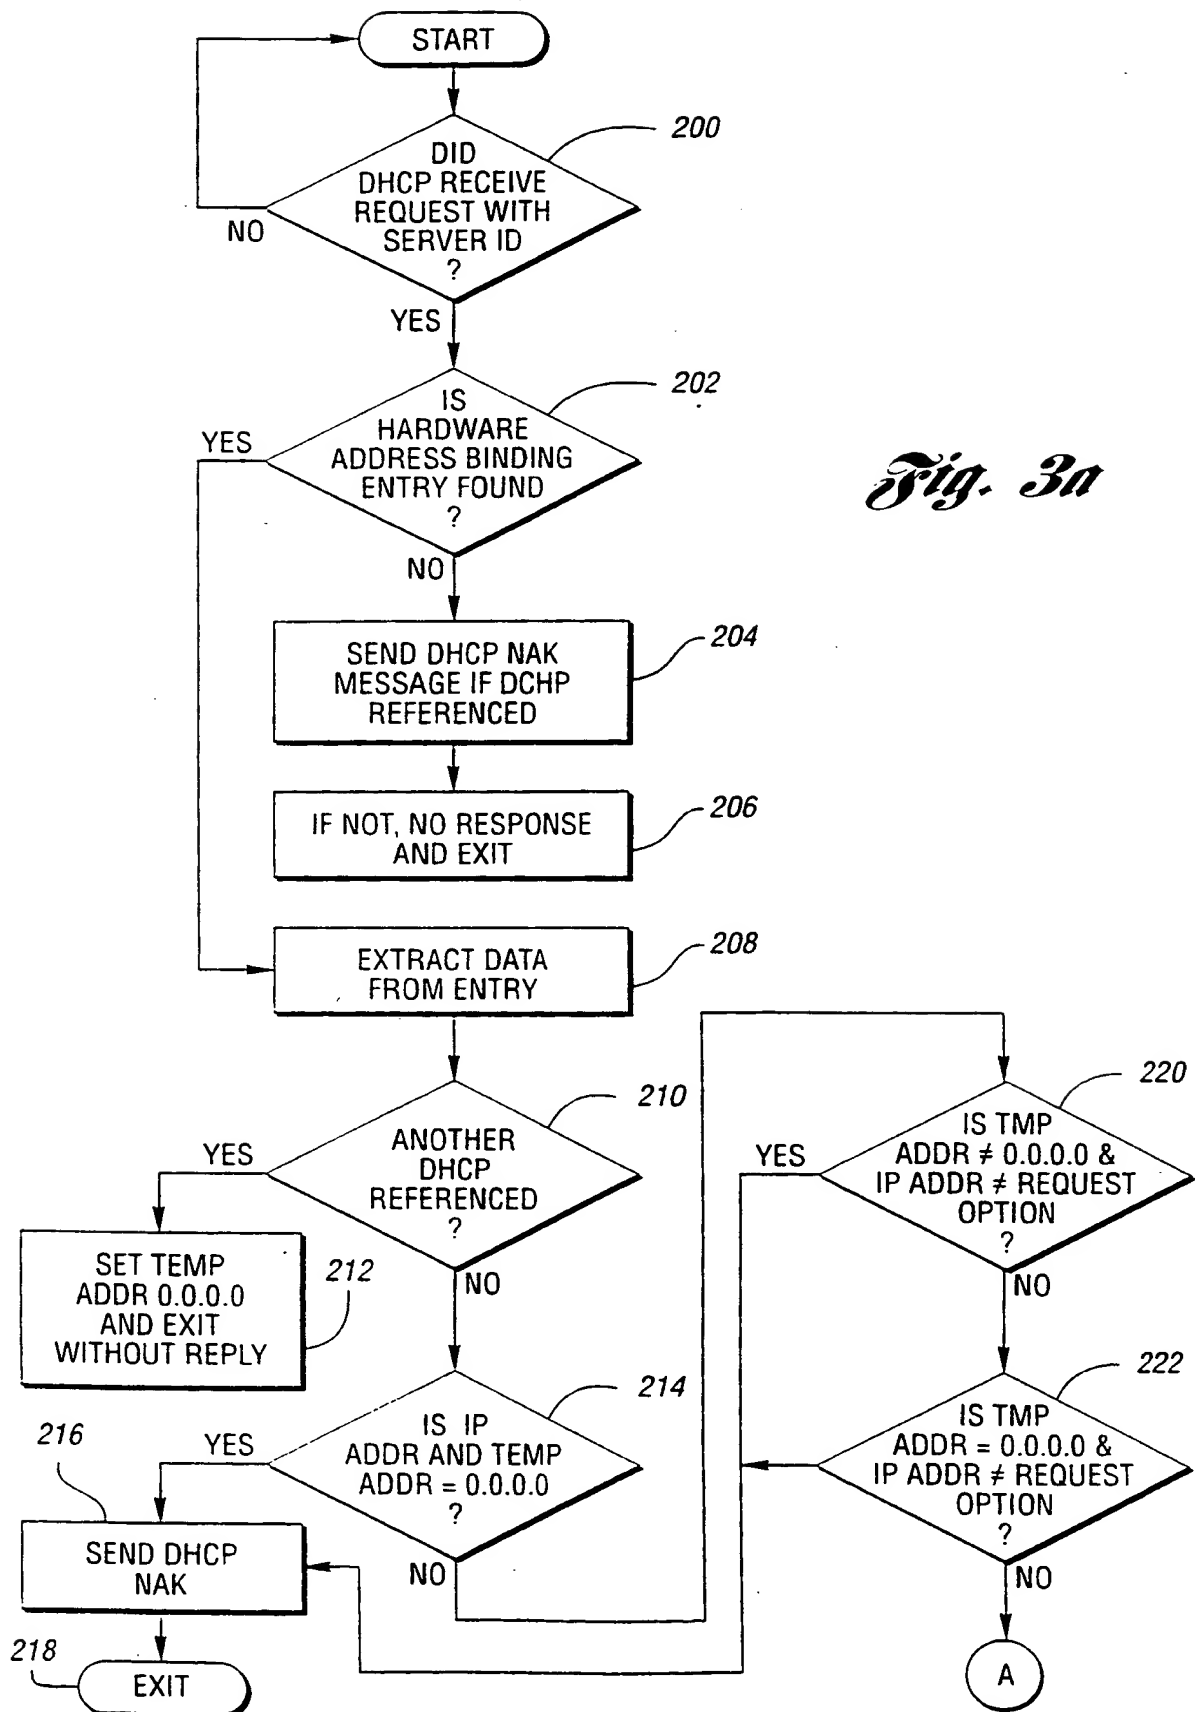 START
200
DID
DHCP RECEIVE
REQUEST WITH
SERVER ID
?
NO
YES
202
IS
HARDWARE
ADDRESS BINDING
ENTRY FOUND
?
YES
NO
Fig. 3a
204
SEND DHCP NAK
MESSAGE IF DCHP
REFERENCED
206
IF NOT, NO RESPONSE
AND EXIT
208
EXTRACT DATA
FROM ENTRY
210
ANOTHER
DHCP
REFERENCED
?
YES
NO
212
SET TEMP
ADDR 0.0.0.0
AND EXIT
WITHOUT REPLY
214
IS IP
ADDR AND TEMP
ADDR = 0.0.0.0
?
YES
NO
216
SEND DHCP
NAK
218
EXIT
220
IS TMP
ADDR ≠ 0.0.0.0 &
IP ADDR ≠ REQUEST
OPTION
?
YES
NO
222
IS TMP
ADDR = 0.0.0.0 &
IP ADDR ≠ REQUEST
OPTION
?
NO
A